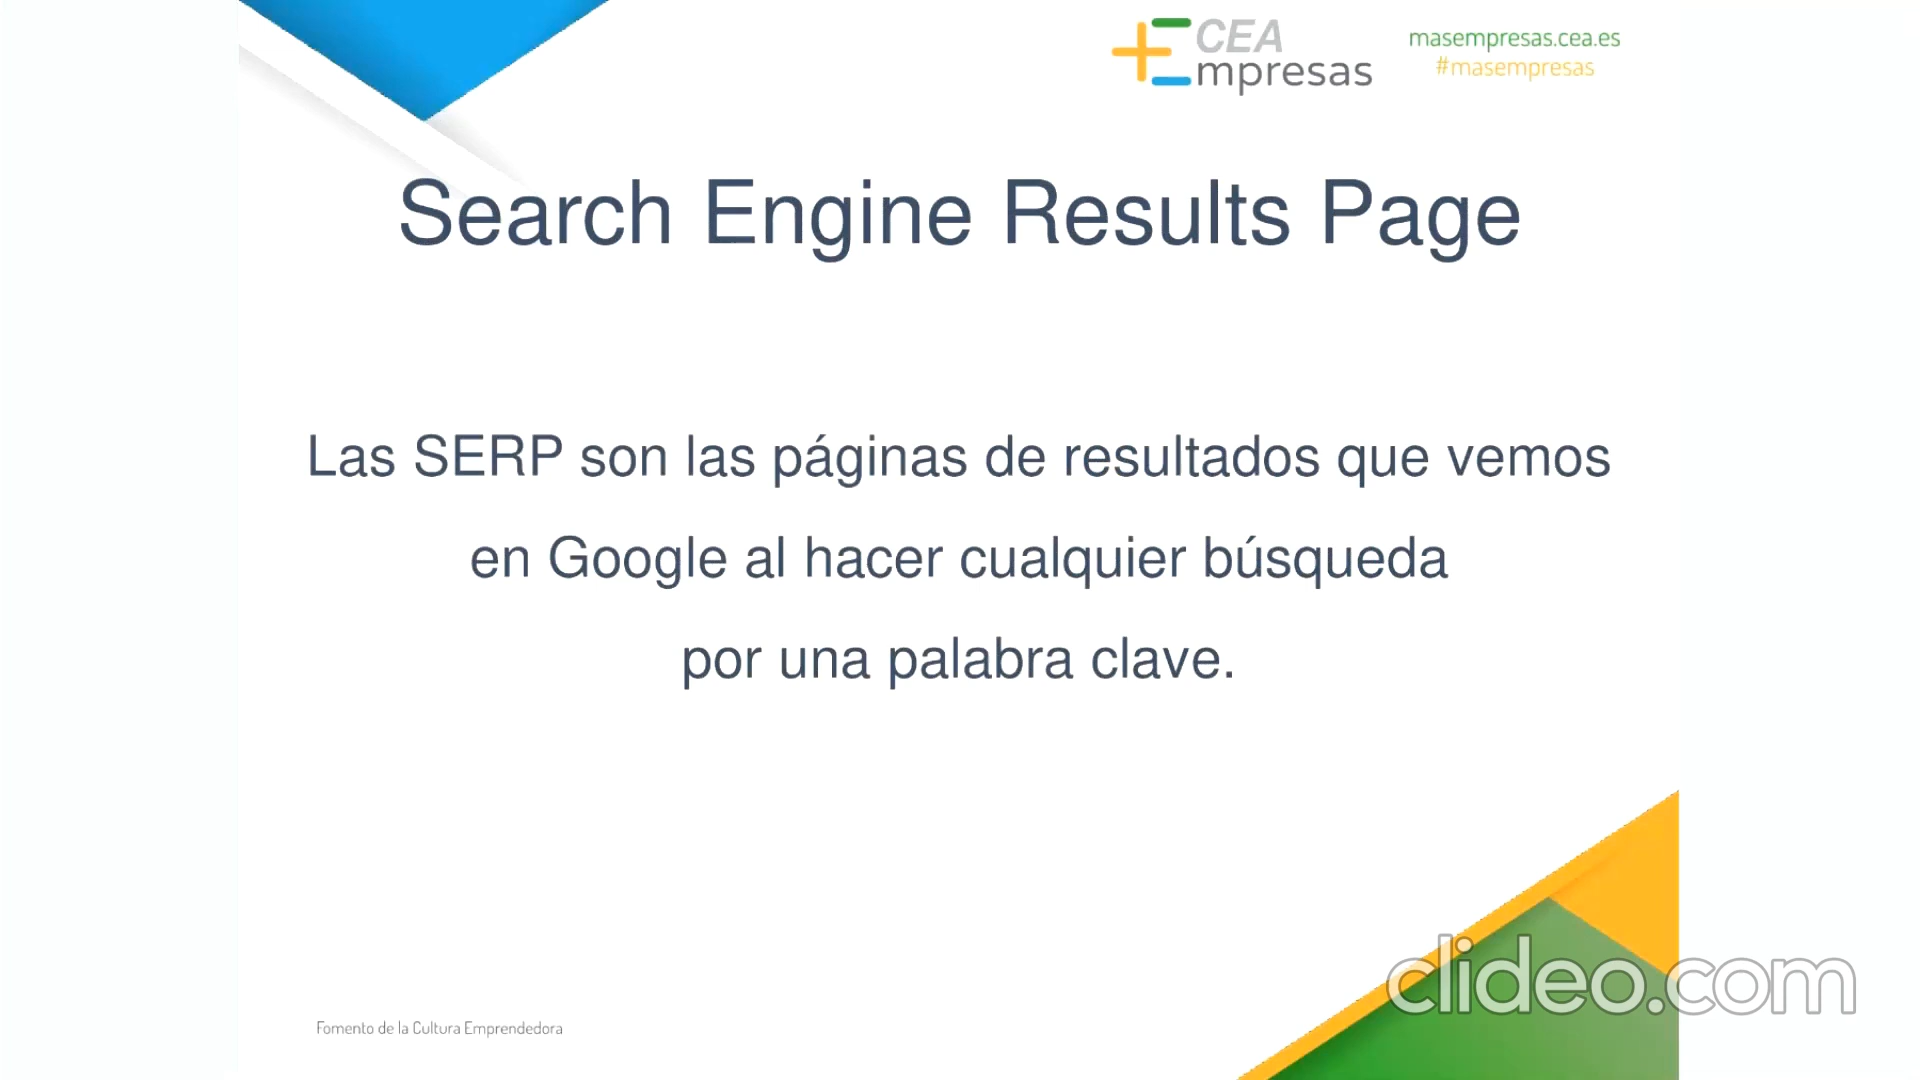 CEA
Empresas
masempresas.cea.es
#masempresas
Search Engine Results Page
Las SERP son las páginas de resultados que vemos
en Google al hacer cualquier búsqueda
por una palabra clave.
clideo.com
Fomento de la Cultura Emprendedora